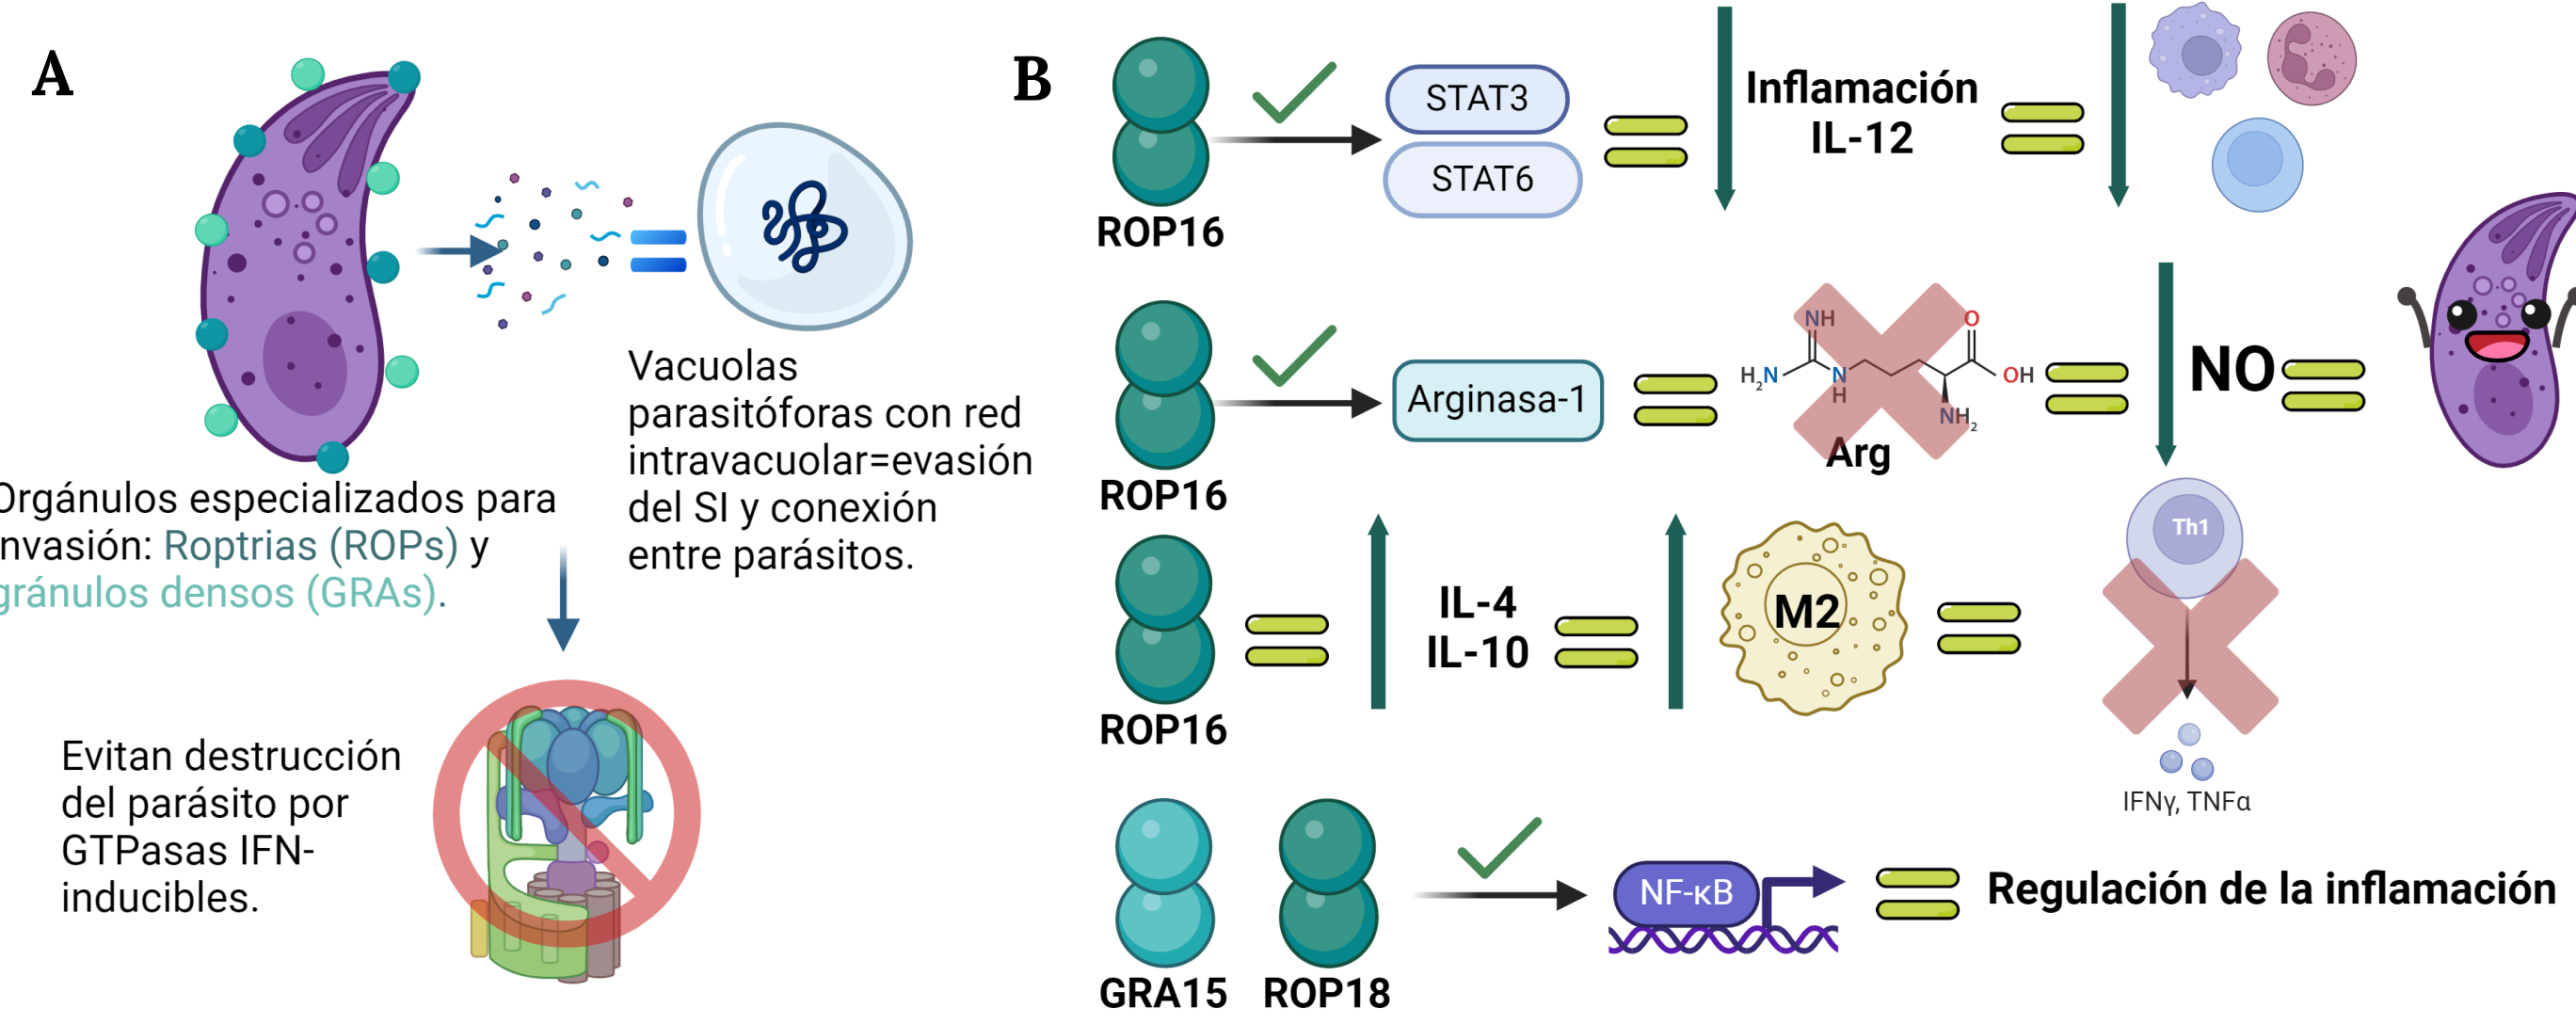 A
Orgánulos especializados para
invasión: Roptrias (ROPs) y
gránulos densos (GRAs).
Vacuolas
parasitóforas con red
intravacuolar=evasión
del SI y conexión
entre parásitos.
Evitan destrucción
del parásito por
GTPasas IFN-
inducibles.
B
ROP16
STAT3
STAT6
Inflamación
IL-12
ROP16
Arginasa-1
NH
H₂N
N
H
O
OH
NH₂
Arg
NO
ROP16
IL-4
IL-10
M2
Th1
IFNγ, TNFα
GRA15
ROP18
NF-κB
Regulación de la inflamación